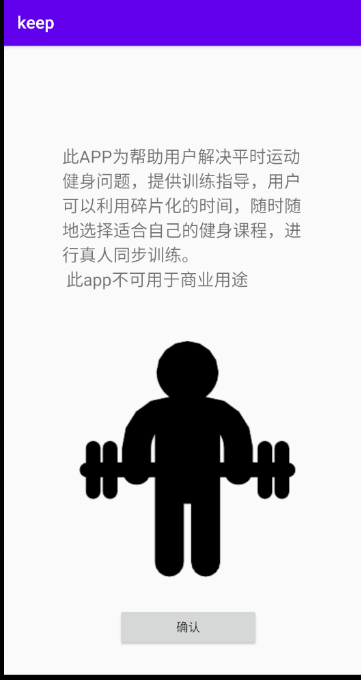 keep
此APP为帮助用户解决平时运动
健身问题，提供训练指导，用户
可以利用碎片化的时间，随时随
地选择适合自己的健身课程，进
行真人同步训练。
此app不可用于商业用途
确认